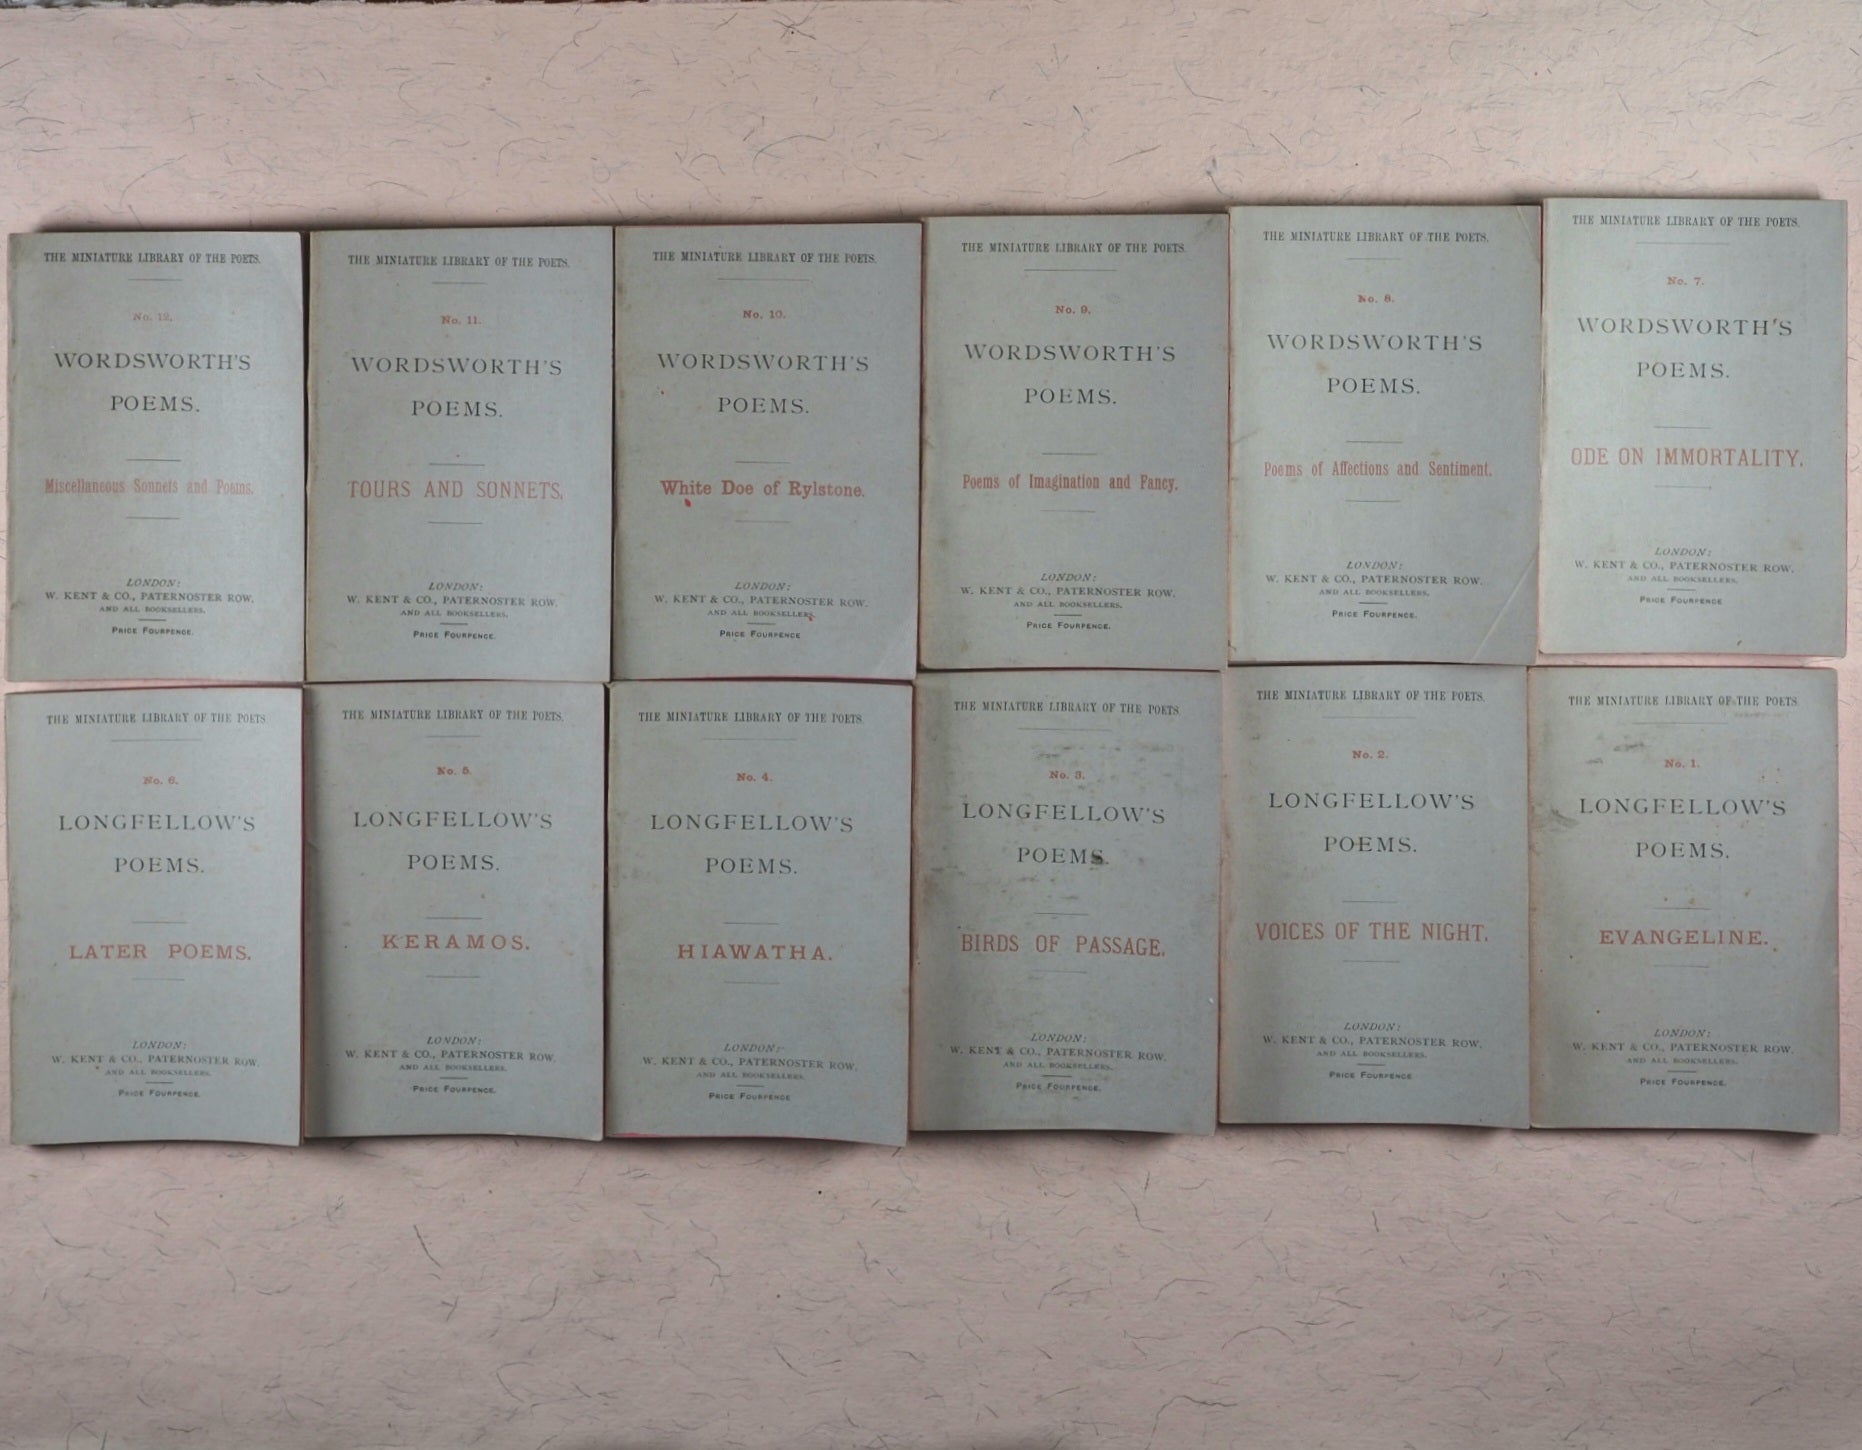 THE MINIATURE LIBRARY OF THE POETS.
No. 12.
WORDSWORTH'S
POEMS.
Miscellaneous Sonnets and Poems.
LONDON:
W. KENT & CO., PATERNOSTER ROW.
AND ALL BOOKSELLERS.
PRICE FOURPENCE.
THE MINIATURE LIBRARY OF THE POETS.
No. 11.
WORDSWORTH'S
POEMS.
TOURS AND SONNETS.
LONDON:
W. KENT & CO., PATERNOSTER ROW.
AND ALL BOOKSELLERS.
PRICE FOURPENCE.
THE MINIATURE LIBRARY OF THE POETS.
No. 10.
WORDSWORTH'S
POEMS.
White Doe of Rylstone.
LONDON:
W. KENT & CO., PATERNOSTER ROW.
AND ALL BOOKSELLERS.
PRICE FOURPENCE
THE MINIATURE LIBRARY OF THE POETS.
No. 9.
WORDSWORTH'S
POEMS.
Poems of Imagination and Fancy.
LONDON:
W. KENT & CO., PATERNOSTER ROW.
AND ALL BOOKSELLERS.
PRICE FOURPENCE.
THE MINIATURE LIBRARY OF THE POETS.
No. 8.
WORDSWORTH'S
POEMS.
Poems of Affections and Sentiment.
LONDON:
W. KENT & CO., PATERNOSTER ROW.
AND ALL BOOKSELLERS.
PRICE FOURPENCE.
THE MINIATURE LIBRARY OF THE POETS.
No. 7.
WORDSWORTH'S
POEMS.
ODE ON IMMORTALITY.
LONDON:
W. KENT & CO., PATERNOSTER ROW.
AND ALL BOOKSELLERS.
PRICE FOURPENCE
THE MINIATURE LIBRARY OF THE POETS
No. 6.
LONGFELLOW'S
POEMS.
LATER POEMS.
LONDON:
W. KENT & CO., PATERNOSTER ROW.
AND ALL BOOKSELLERS.
PRICE FOURPENCE.
THE MINIATURE LIBRARY OF THE POETS.
No. 5.
LONGFELLOW'S
POEMS.
KERAMOS.
LONDON:
W. KENT & CO., PATERNOSTER ROW.
AND ALL BOOKSELLERS.
PRICE FOURPENCE.
THE MINIATURE LIBRARY OF THE POETS.
No. 4.
LONGFELLOW'S
POEMS.
HIAWATHA.
LONDON:
W. KENT & CO., PATERNOSTER ROW.
AND ALL BOOKSELLERS.
PRICE FOURPENCE
THE MINIATURE LIBRARY OF THE POETS
No. 3.
LONGFELLOW'S
POEMS.
BIRDS OF PASSAGE.
LONDON:
W. KENT & CO., PATERNOSTER ROW.
AND ALL BOOKSELLERS.
PRICE FOURPENCE.
THE MINIATURE LIBRARY OF THE POETS.
No. 2.
LONGFELLOW'S
POEMS.
VOICES OF THE NIGHT.
LONDON:
W. KENT & CO., PATERNOSTER ROW.
AND ALL BOOKSELLERS.
PRICE FOURPENCE
THE MINIATURE LIBRARY OF THE POETS
No. 1.
LONGFELLOW'S
POEMS.
EVANGELINE.
LONDON:
W. KENT & CO., PATERNOSTER ROW.
AND ALL BOOKSELLERS.
PRICE FOURPENCE.